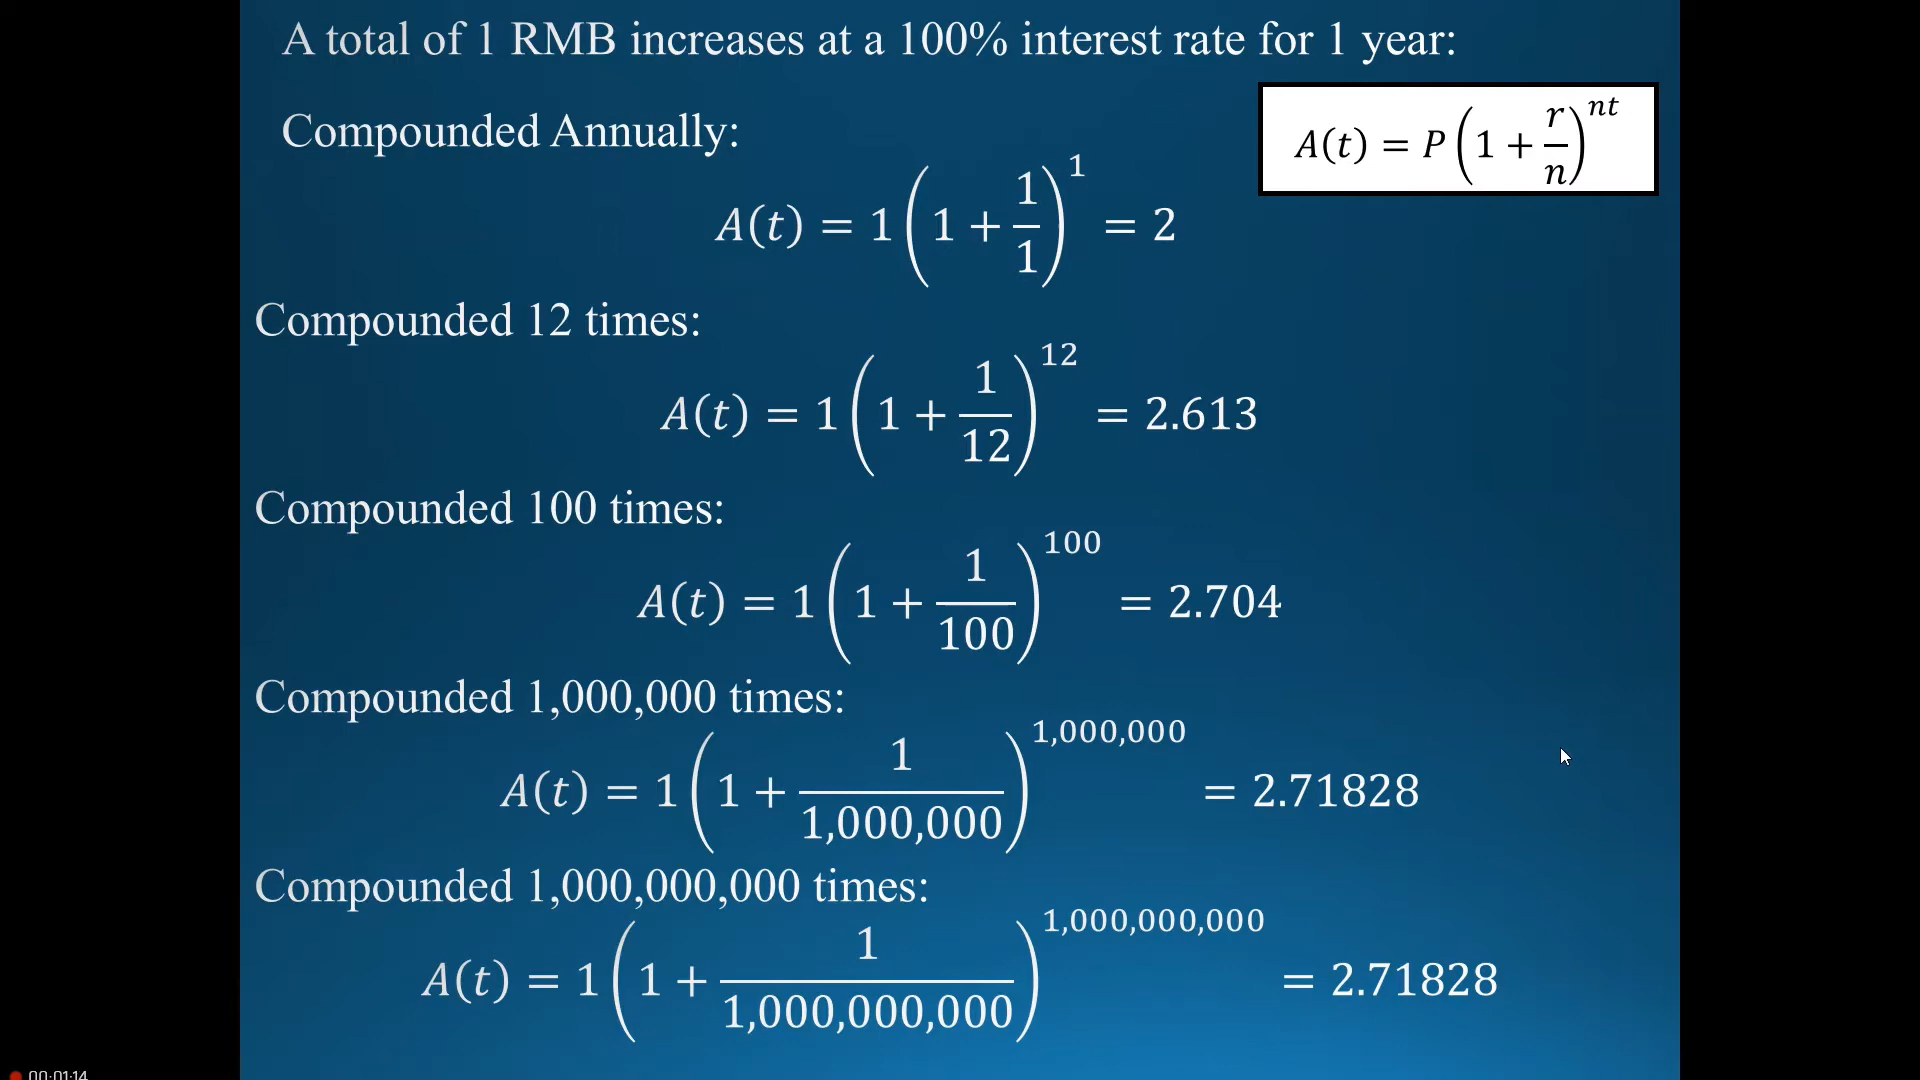 A total of 1 RMB increases at a 100% interest rate for 1 year:
A(t) = P(1 + r/n)^nt
Compounded Annually:
A(t) = 1(1 + 1/1)^1 = 2
Compounded 12 times:
A(t) = 1(1 + 1/12)^12 = 2.613
Compounded 100 times:
A(t) = 1(1 + 1/100)^100 = 2.704
Compounded 1,000,000 times:
A(t) = 1(1 + 1/1,000,000)^1,000,000 = 2.71828
Compounded 1,000,000,000 times:
A(t) = 1(1 + 1/1,000,000,000)^1,000,000,000 = 2.71828
00:01:14